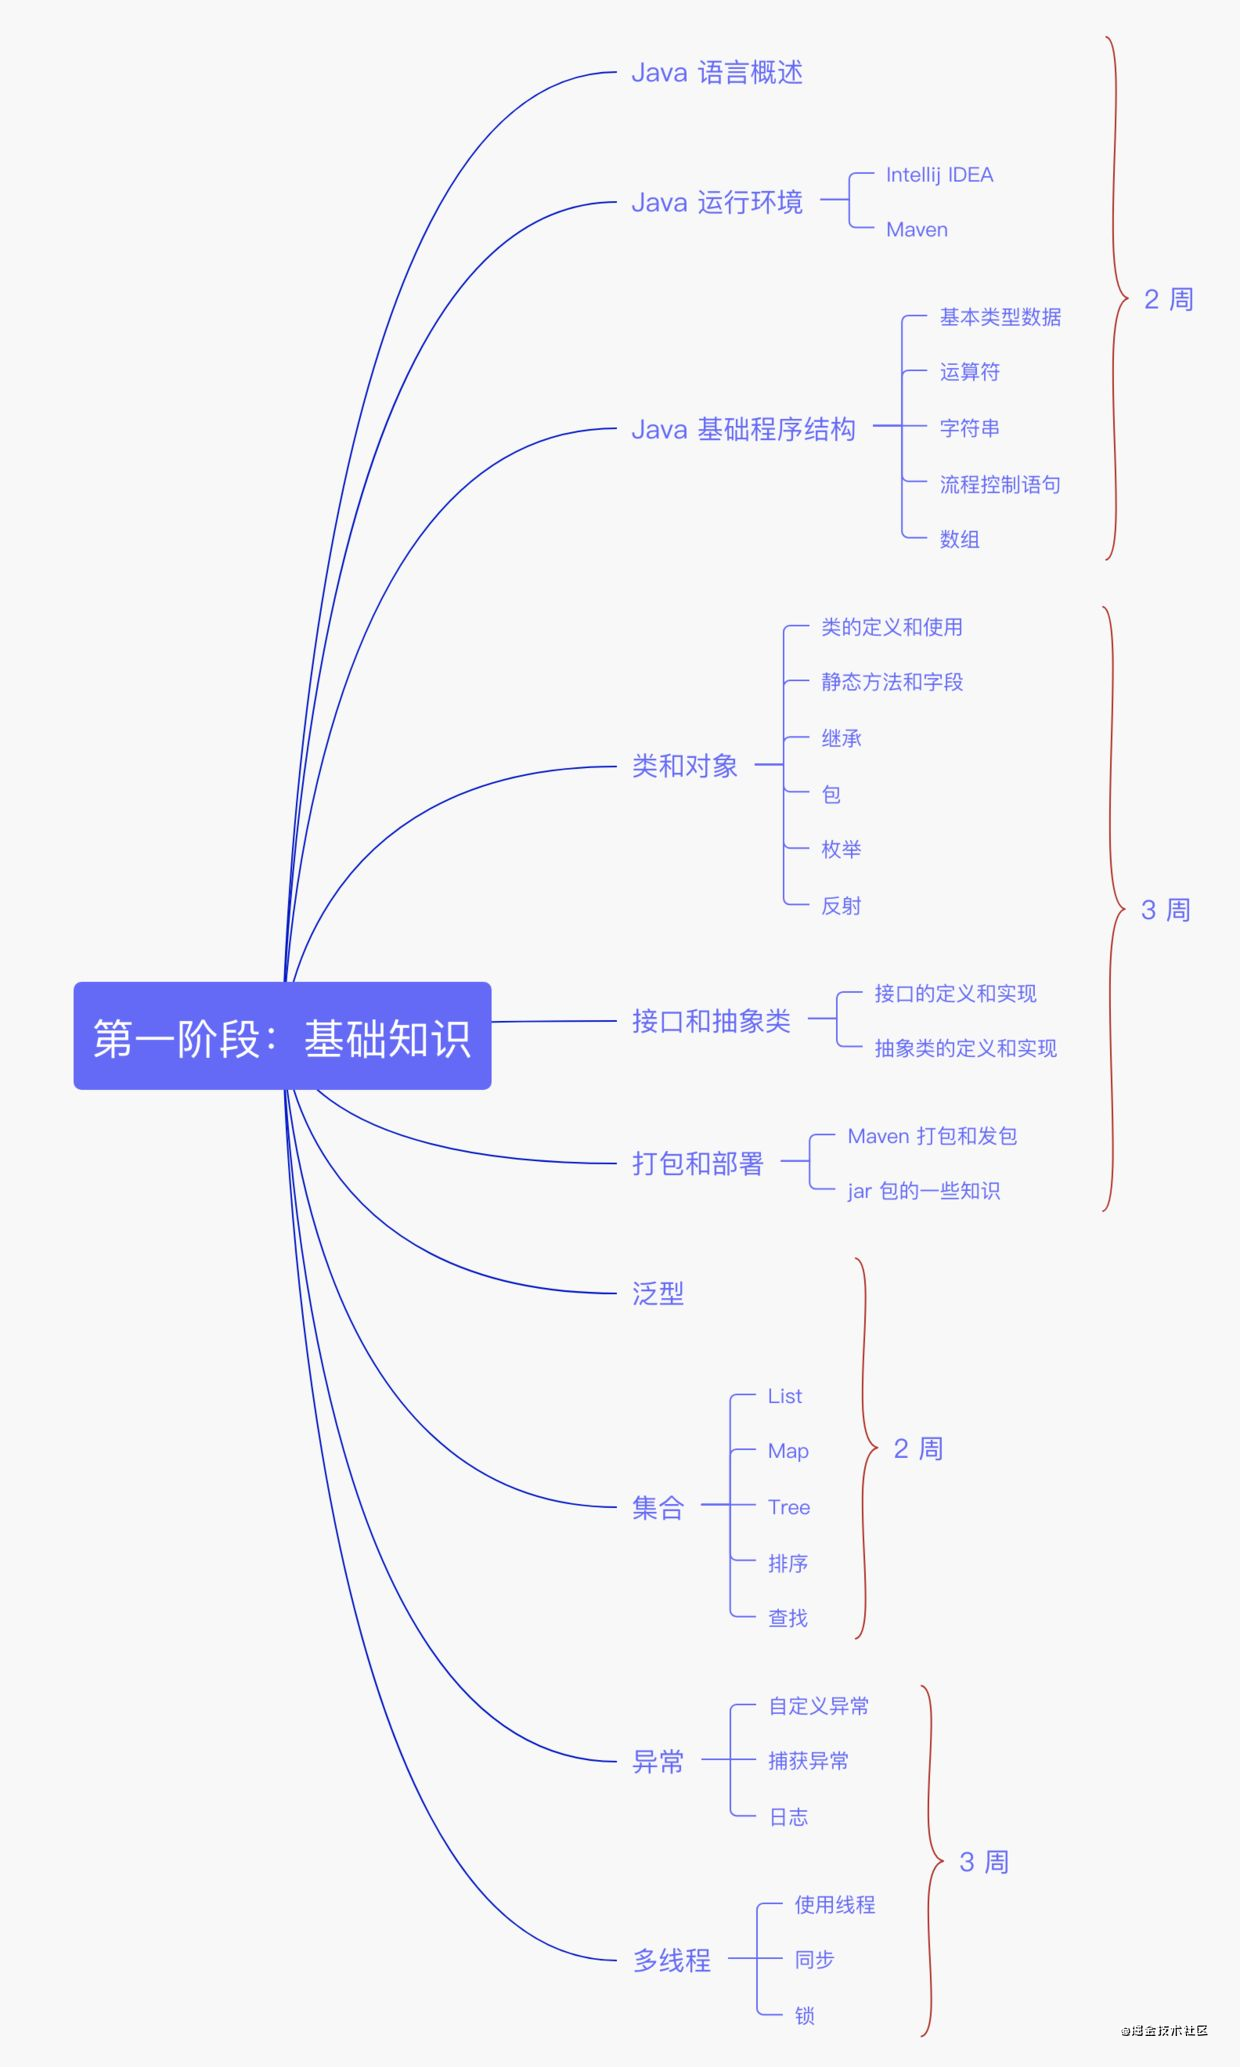 Java 语言概述
Java 运行环境
Intellij IDEA
Maven
Java 基础程序结构
基本类型数据
运算符
字符串
流程控制语句
数组
2 周
类和对象
类的定义和使用
静态方法和字段
继承
包
枚举
反射
第一阶段：基础知识
接口和抽象类
接口的定义和实现
抽象类的定义和实现
打包和部署
Maven 打包和发包
jar 包的一些知识
3 周
泛型
集合
List
Map
Tree
排序
查找
2 周
异常
自定义异常
捕获异常
日志
多线程
使用线程
同步
锁
3 周
@掘金技术社区